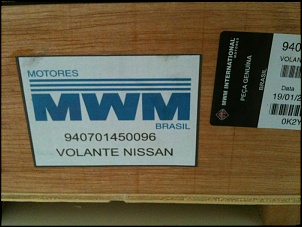 MOTORES
MWM
BRASIL
940701450096
VOLANTE NISSAN
MWM INTERNATIONAL
PEÇA GENUÍNA
BRASIL
940
VOLAN
Data
19/01/2
0K2Y